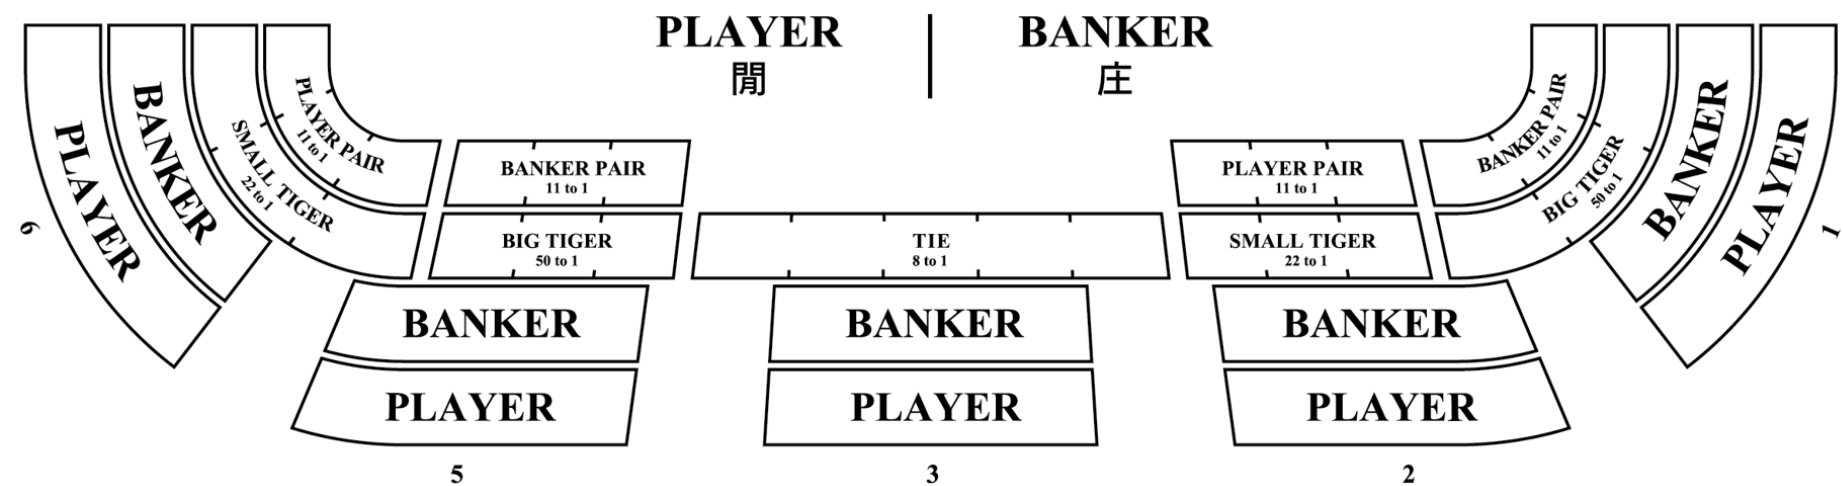 PLAYER
BANKER
閒
庄
PLAYER
BANKER
SMALL TIGER
22 to 1
PLAYER PAIR
11 to 1
BANKER PAIR
11 to 1
PLAYER PAIR
11 to 1
BANKER PAIR
11 to 1
BIG TIGER
50 to 1
BANKER
PLAYER
BIG TIGER
50 to 1
TIE
8 to 1
SMALL TIGER
22 to 1
6
1
BANKER
BANKER
BANKER
PLAYER
PLAYER
PLAYER
5
3
2